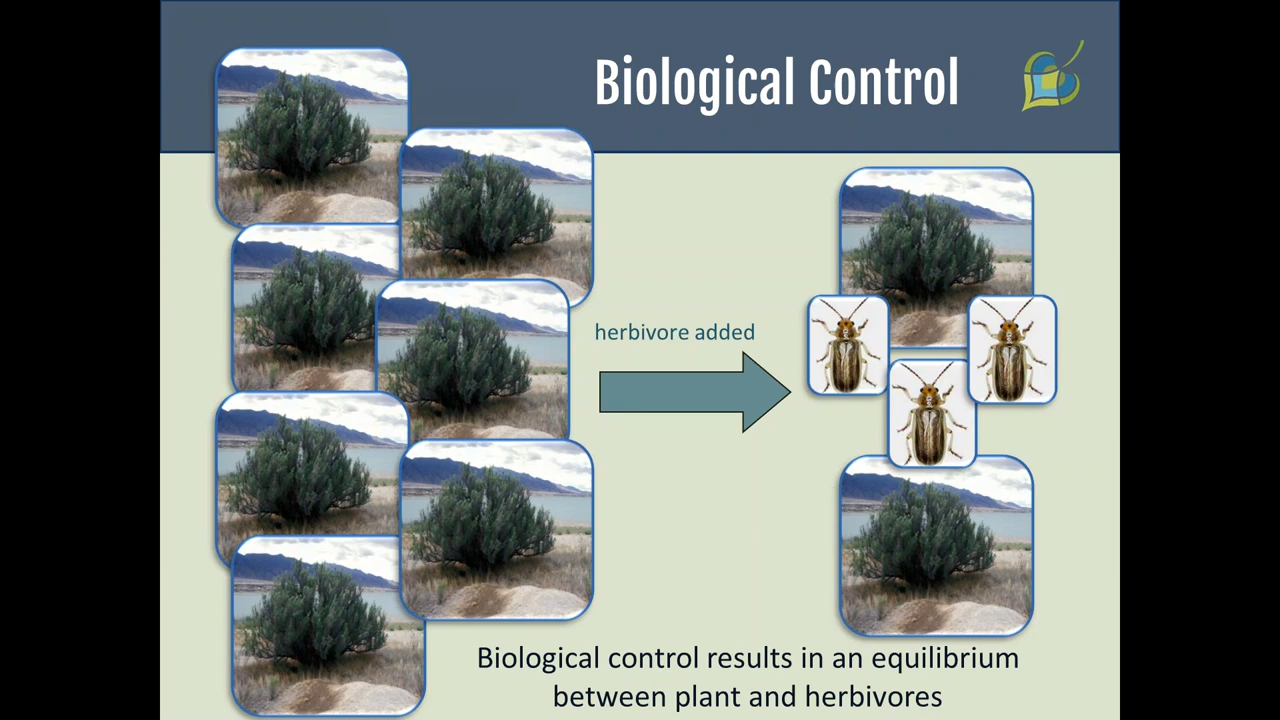 Biological Control
herbivore added
Biological control results in an equilibrium
between plant and herbivores